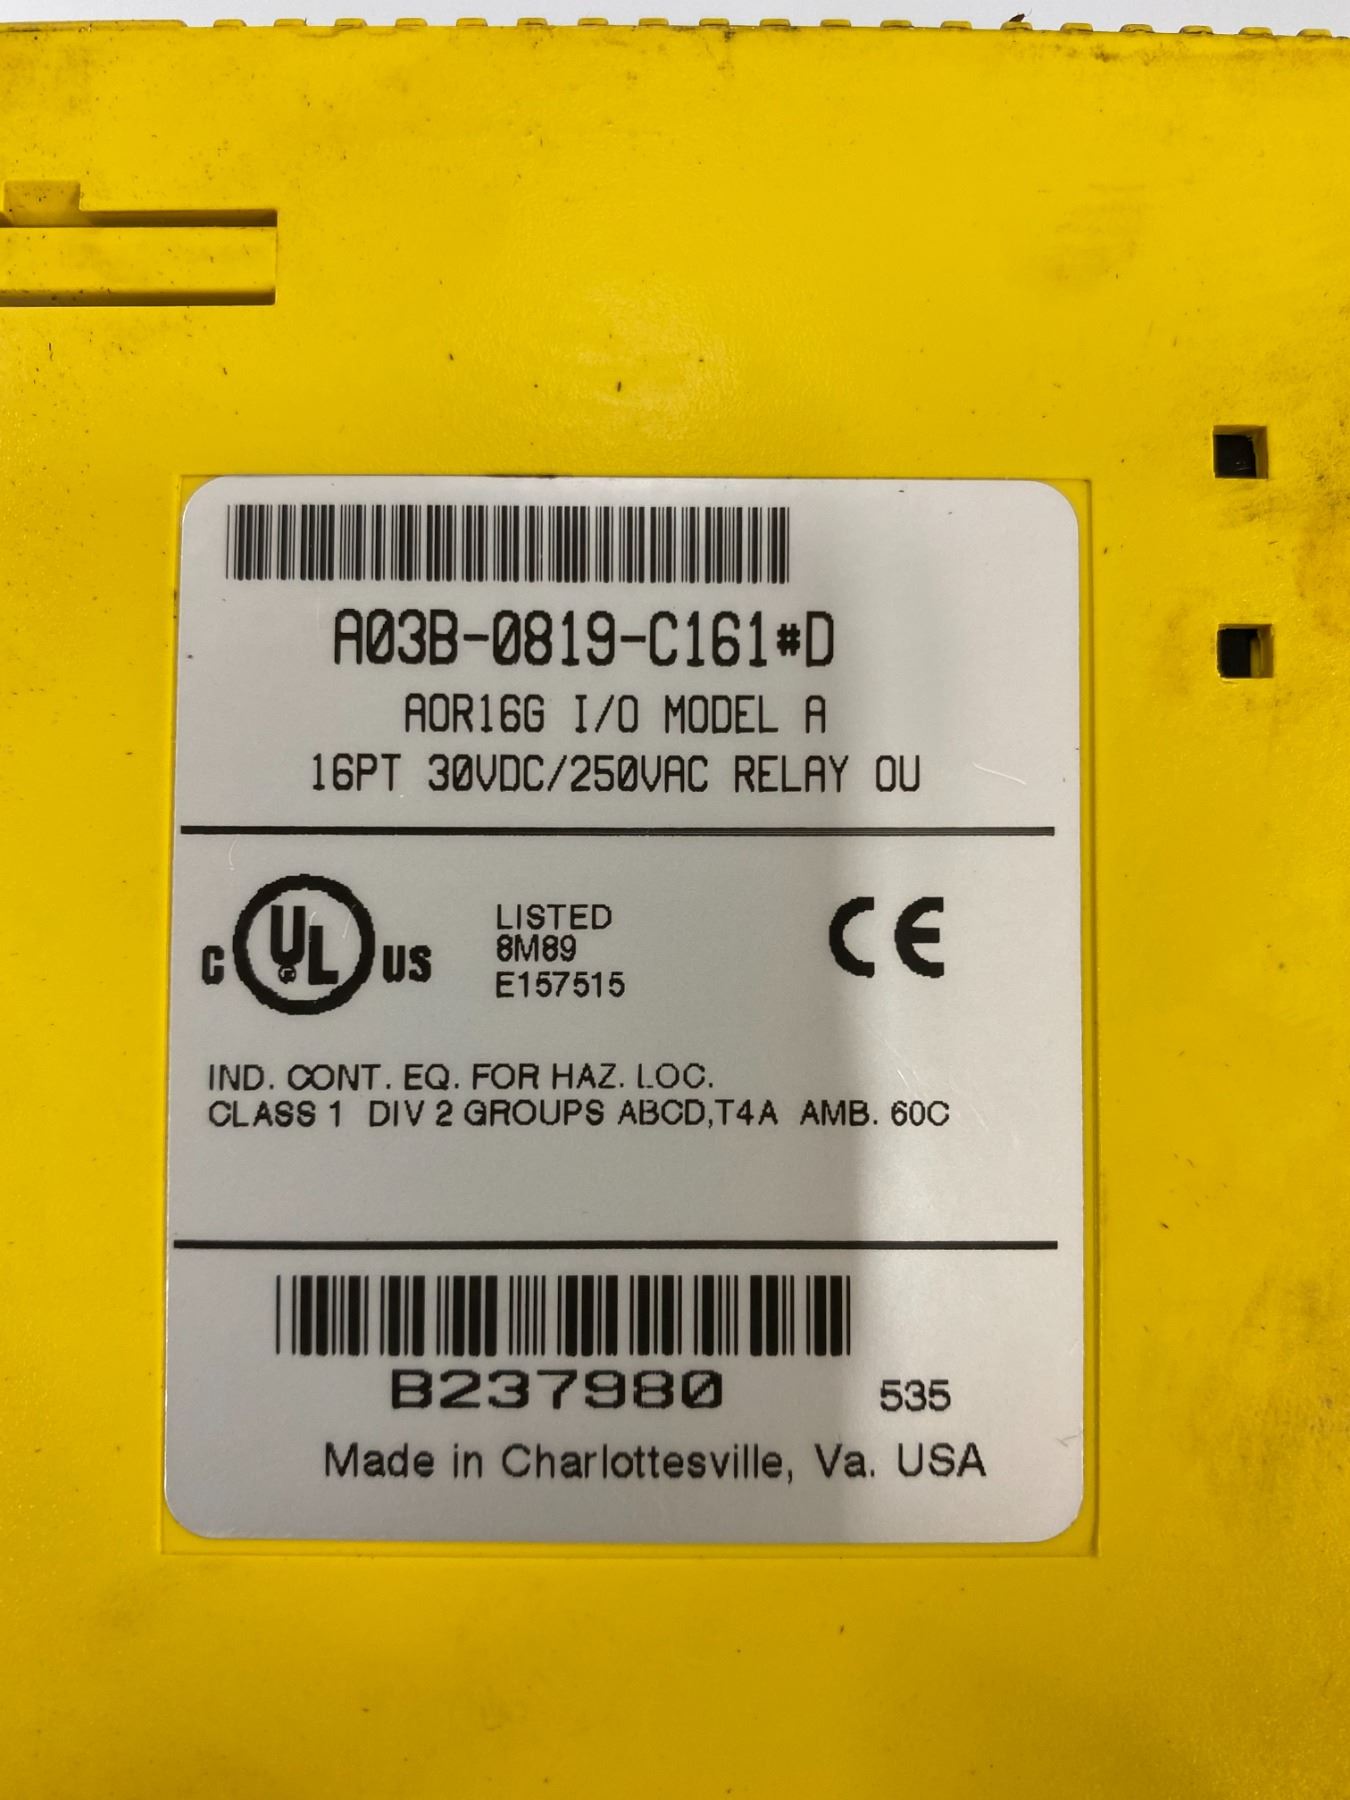 A03B-0819-C161#D
AOR16G I/O MODEL A
16PT 30VDC/250VAC RELAY OU
C UL US
LISTED
8M89
E157515
CE
IND. CONT. EQ. FOR HAZ. LOC.
CLASS 1 DIV 2 GROUPS ABCD,T4A AMB. 60C
B237980 535
Made in Charlottesville, Va. USA